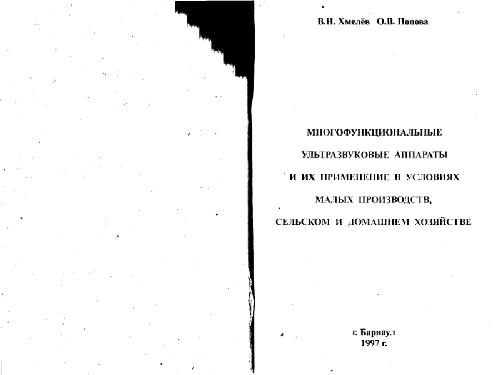 В.Н. Хмелёв О.В. Попова
МНОГОФУНКЦИОНАЛЬНЫЕ
УЛЬТРАЗВУКОВЫЕ АППАРАТЫ
И ИХ ПРИМЕНЕНИЕ В УСЛОВИЯХ
МАЛЫХ ПРОИЗВОДСТВ,
СЕЛЬСКОМ И ДОМАШНЕМ ХОЗЯЙСТВЕ
г. Барнаул
1997 г.